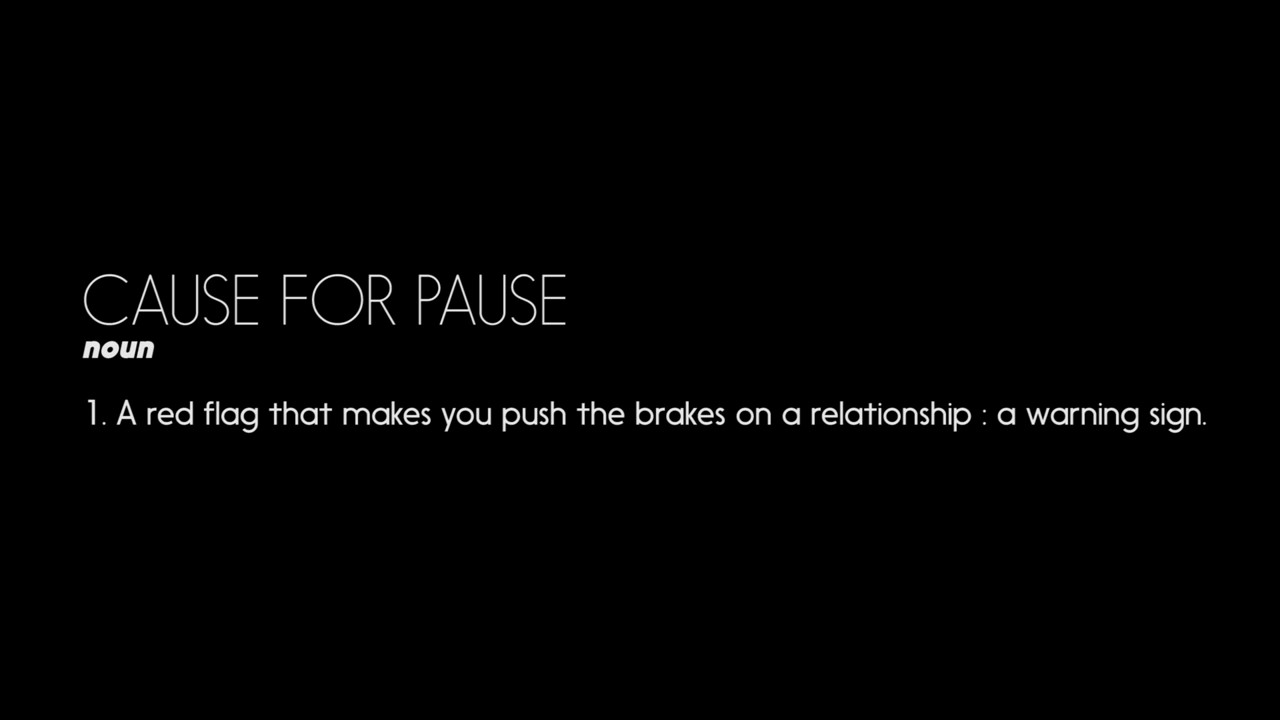 CAUSE FOR PAUSE
noun
1. A red flag that makes you push the brakes on a relationship : a warning sign.